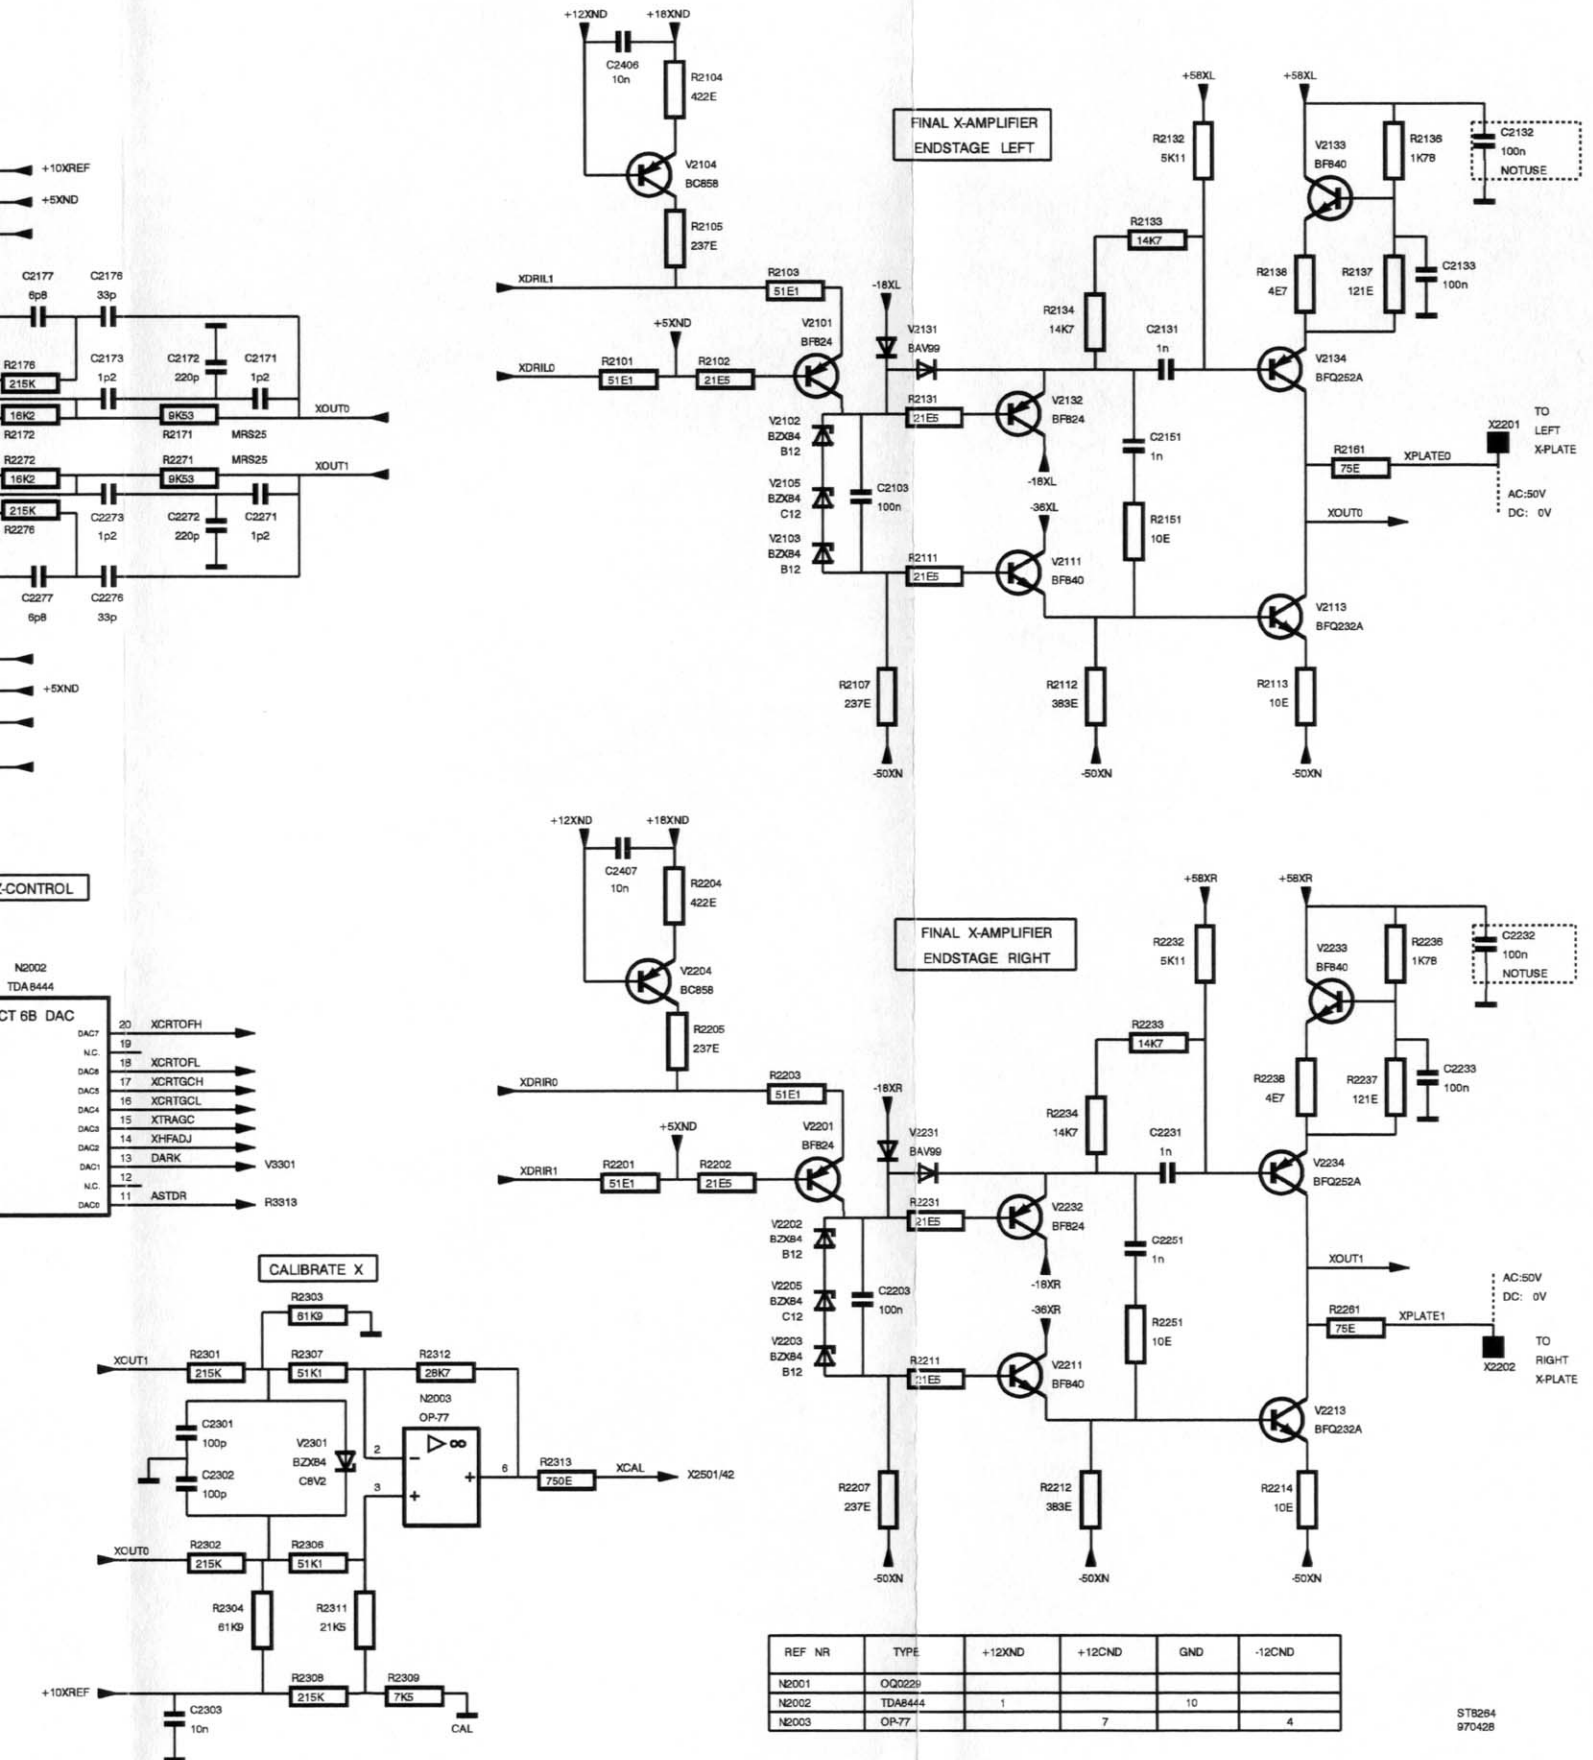 +12XND
+18XND
C2406
10n
R2104
422E
V2104
BC858
R2105
237E
XDRIL1
R2103
51E1
+5XND
XDRIL0
R2101
51E1
R2102
21E5
V2101
BF824
V2102
BZX84
B12
V2105
BZX84
C12
V2103
BZX84
B12
C2103
100n
R2107
237E
-50XN
FINAL X-AMPLIFIER
ENDSTAGE LEFT
-18XL
V2131
BAV99
R2131
21E5
V2132
BF824
-18XL
-36XL
R2111
21E5
V2111
BF840
R2112
383E
-50XN
R2134
14K7
R2133
14K7
+58XL
R2132
5K11
C2131
1n
C2151
1n
R2151
10E
+58XL
V2133
BF840
R2136
1K78
C2132
100n
NOTUSE
R2138
4E7
R2137
121E
C2133
100n
V2134
BFQ252A
R2161
75E
XPLATE0
X2201
TO
LEFT
X-PLATE
AC:50V
DC: 0V
XOUT0
V2113
BFQ232A
R2113
10E
-50XN
+10XREF
+5XND
C2177
6p8
C2176
33p
R2176
215K
C2173
1p2
C2172
220p
C2171
1p2
16K2
R2172
9K53
R2171
MRS25
XOUT0
R2272
16K2
R2271
9K53
MRS25
XOUT1
215K
R2276
C2273
1p2
C2272
220p
C2271
1p2
C2277
6p8
C2276
33p
+5XND
Z-CONTROL
N2002
TDA8444
CT 6B DAC
DAC7 20 XCRTOFH
N.C. 19
DAC6 18 XCRTOFL
DAC5 17 XCRTGCH
DAC4 16 XCRTGCL
DAC3 15 XTRAGC
DAC2 14 XHFADJ
DAC1 13 DARK V3301
N.C. 12
DAC0 11 ASTDR R3313
+12XND
+18XND
C2407
10n
R2204
422E
V2204
BC858
R2205
237E
XDRIR0
R2203
51E1
+5XND
XDRIR1
R2201
51E1
R2202
21E5
V2201
BF824
V2202
BZX84
B12
V2205
BZX84
C12
V2203
BZX84
B12
C2203
100n
R2207
237E
-50XN
FINAL X-AMPLIFIER
ENDSTAGE RIGHT
-18XR
V2231
BAV99
R2231
21E5
V2232
BF824
-18XR
-36XR
R2211
21E5
V2211
BF840
R2212
383E
-50XN
R2234
14K7
R2233
14K7
+58XR
R2232
5K11
C2231
1n
C2251
1n
R2251
10E
+58XR
V2233
BF840
R2236
1K78
C2232
100n
NOTUSE
R2238
4E7
R2237
121E
C2233
100n
V2234
BFQ252A
XOUT1
AC:50V
DC: 0V
R2261
75E
XPLATE1
X2202
TO
RIGHT
X-PLATE
V2213
BFQ232A
R2214
10E
-50XN
CALIBRATE X
R2303
61K9
XOUT1
R2301
215K
R2307
51K1
R2312
28K7
N2003
OP-77
C2301
100p
C2302
100p
V2301
BZX84
C8V2
2
3
▷ ∞
-
+
+
6
R2313
750E
XCAL
X2501/42
XOUT0
R2302
215K
R2306
51K1
R2304
61K9
R2311
21K5
+10XREF
R2308
215K
R2309
7K5
CAL
C2303
10n
REF NR TYPE +12XND +12CND GND -12CND
N2001 OQ0229
N2002 TDA8444 1 10
N2003 OP-77 7 4
ST8264
970428